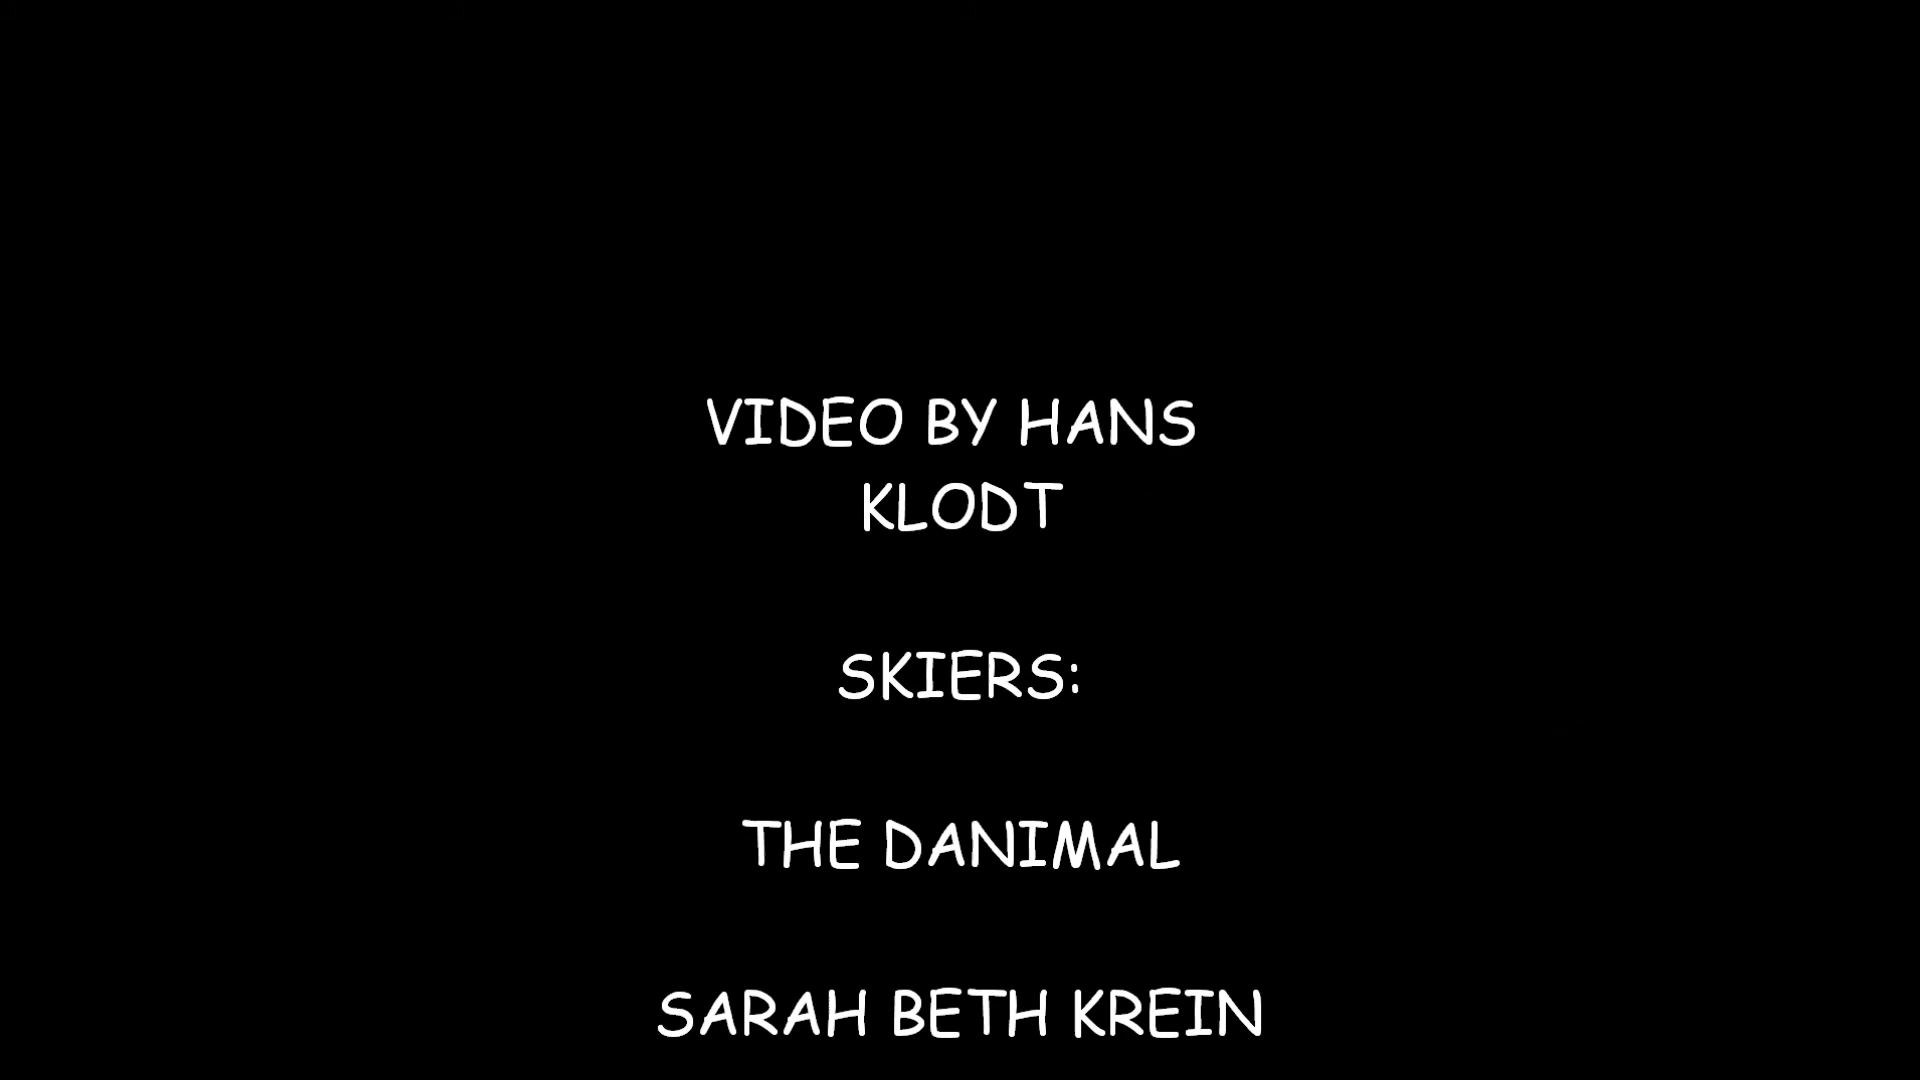 VIDEO BY HANS
KLODT
SKIERS:
THE DANIMAL
SARAH BETH KREIN